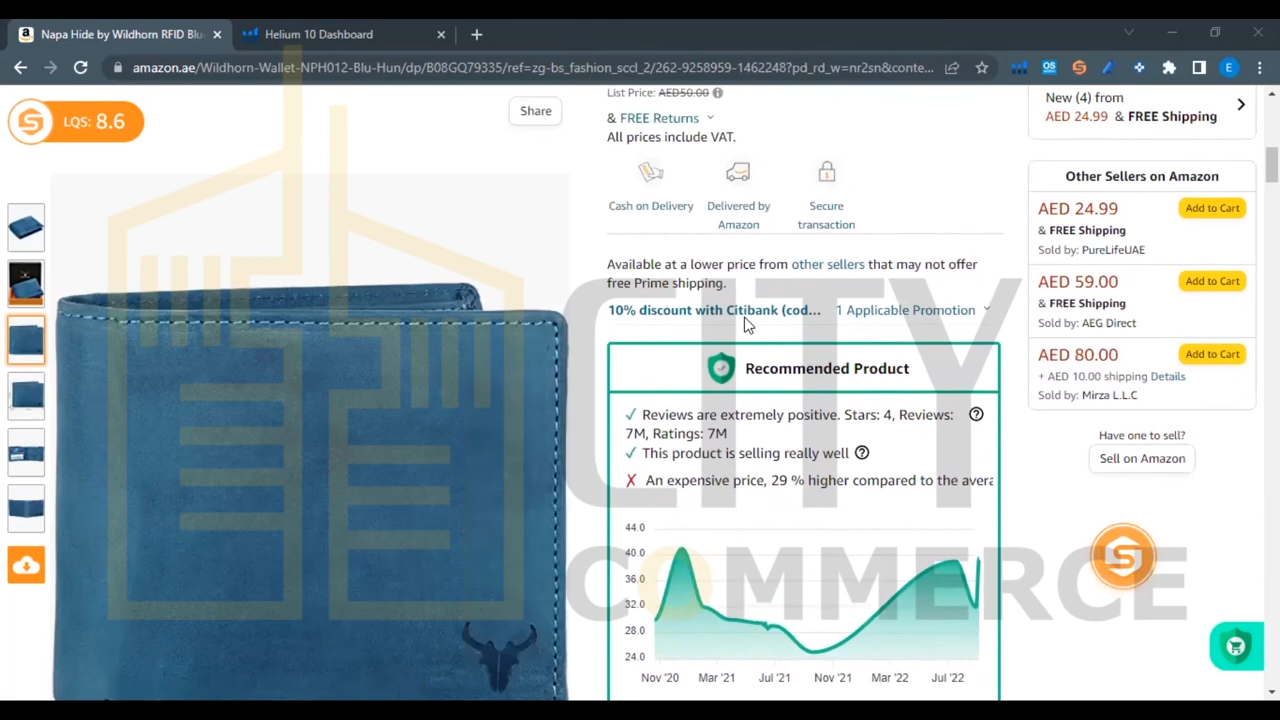 Napa Hide by Wildhorn RFID Blu
Helium 10 Dashboard
amazon.ae/Wildhorn-Wallet-NPH012-Blu-Hun/dp/B08GQ79335/ref=zg-bs_fashion_sccl_2/262-9258959-1462248?pd_rd_w=nr2sn&conte...
OS
E
LQS: 8.6
Share
List Price: AED50.00
& FREE Returns
All prices include VAT.
Cash on Delivery
Delivered by
Amazon
Secure
transaction
Available at a lower price from other sellers that may not offer
free Prime shipping.
10% discount with Citibank (cod... 1 Applicable Promotion
Recommended Product
✓ Reviews are extremely positive. Stars: 4, Reviews:
7M, Ratings: 7M
✓ This product is selling really well
X An expensive price, 29 % higher compared to the avera
44.0
40.0
36.0
32.0
28.0
24.0
Nov '20 Mar '21 Jul '21 Nov '21 Mar '22 Jul '22
New (4) from
AED 24.99 & FREE Shipping
Other Sellers on Amazon
AED 24.99 Add to Cart
& FREE Shipping
Sold by: PureLifeUAE
AED 59.00 Add to Cart
& FREE Shipping
Sold by: AEG Direct
AED 80.00 Add to Cart
+ AED 10.00 shipping Details
Sold by: Mirza L.L.C
Have one to sell?
Sell on Amazon
CITY
COMMERCE